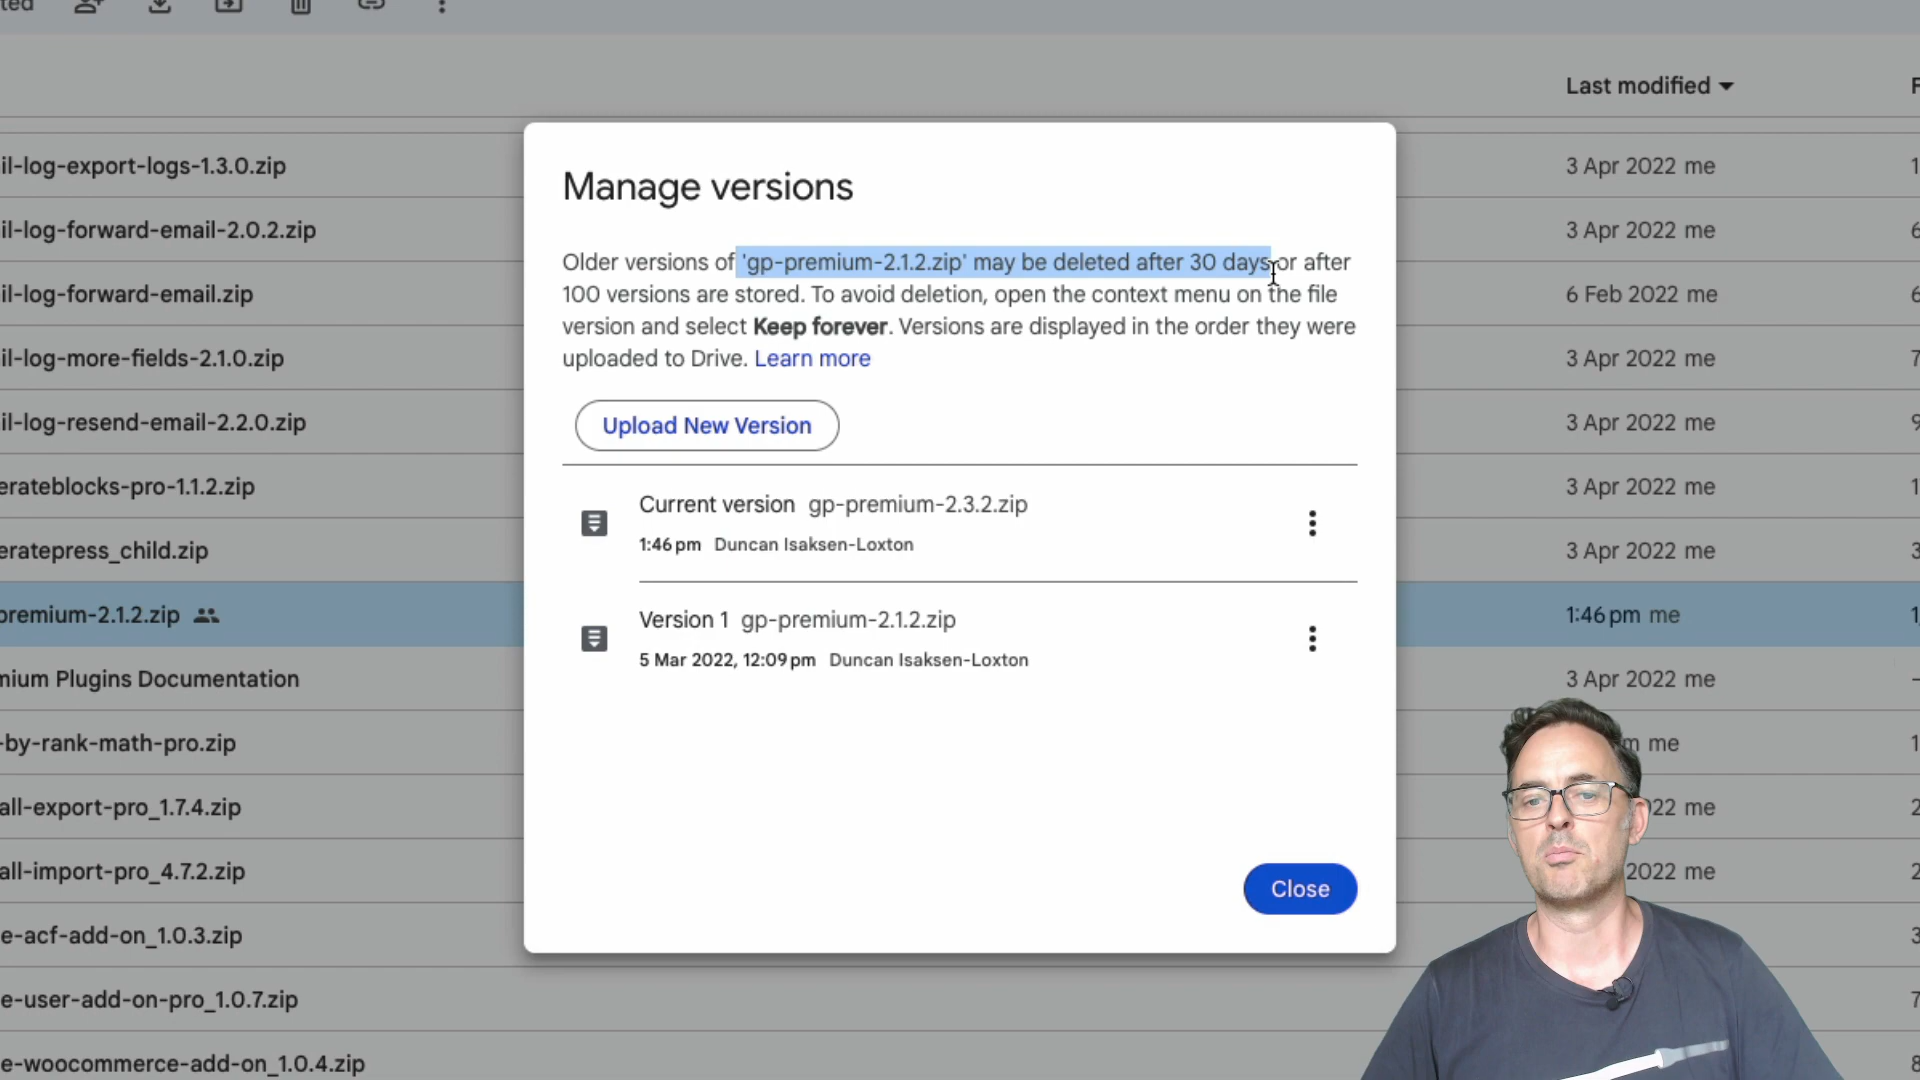 ted
Last modified
il-log-export-logs-1.3.0.zip
3 Apr 2022 me
il-log-forward-email-2.0.2.zip
3 Apr 2022 me
il-log-forward-email.zip
6 Feb 2022 me
il-log-more-fields-2.1.0.zip
3 Apr 2022 me
il-log-resend-email-2.2.0.zip
3 Apr 2022 me
erateblocks-pro-1.1.2.zip
3 Apr 2022 me
eratepress_child.zip
3 Apr 2022 me
premium-2.1.2.zip
1:46 pm me
mium Plugins Documentation
3 Apr 2022 me
-by-rank-math-pro.zip
m me
all-export-pro_1.7.4.zip
22 me
all-import-pro_4.7.2.zip
2022 me
e-acf-add-on_1.0.3.zip
e-user-add-on-pro_1.0.7.zip
e-woocommerce-add-on_1.0.4.zip
Manage versions
Older versions of 'gp-premium-2.1.2.zip' may be deleted after 30 days or after
100 versions are stored. To avoid deletion, open the context menu on the file
version and select Keep forever. Versions are displayed in the order they were
uploaded to Drive. Learn more
Upload New Version
Current version gp-premium-2.3.2.zip
1:46 pm Duncan Isaksen-Loxton
Version 1 gp-premium-2.1.2.zip
5 Mar 2022, 12:09 pm Duncan Isaksen-Loxton
Close